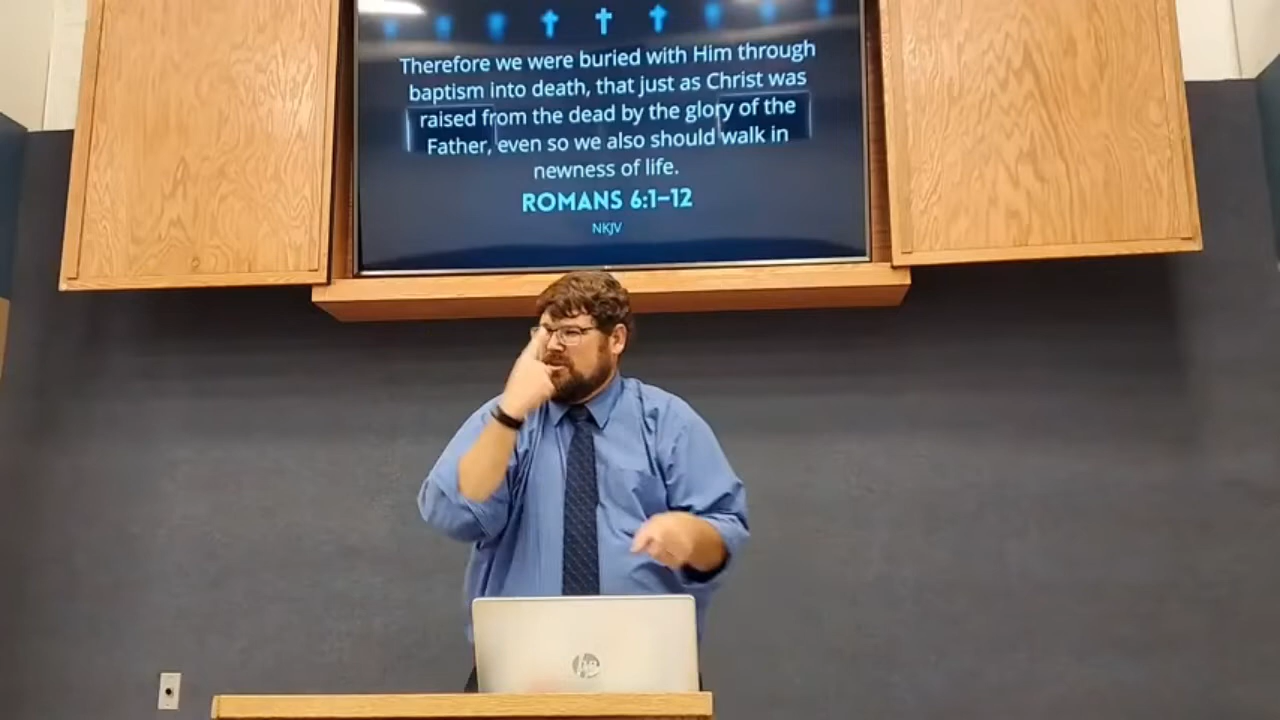 Therefore we were buried with Him through
baptism into death, that just as Christ was
raised from the dead by the glory of the
Father, even so we also should walk in
newness of life.
ROMANS 6:1–12
NKJV
hp